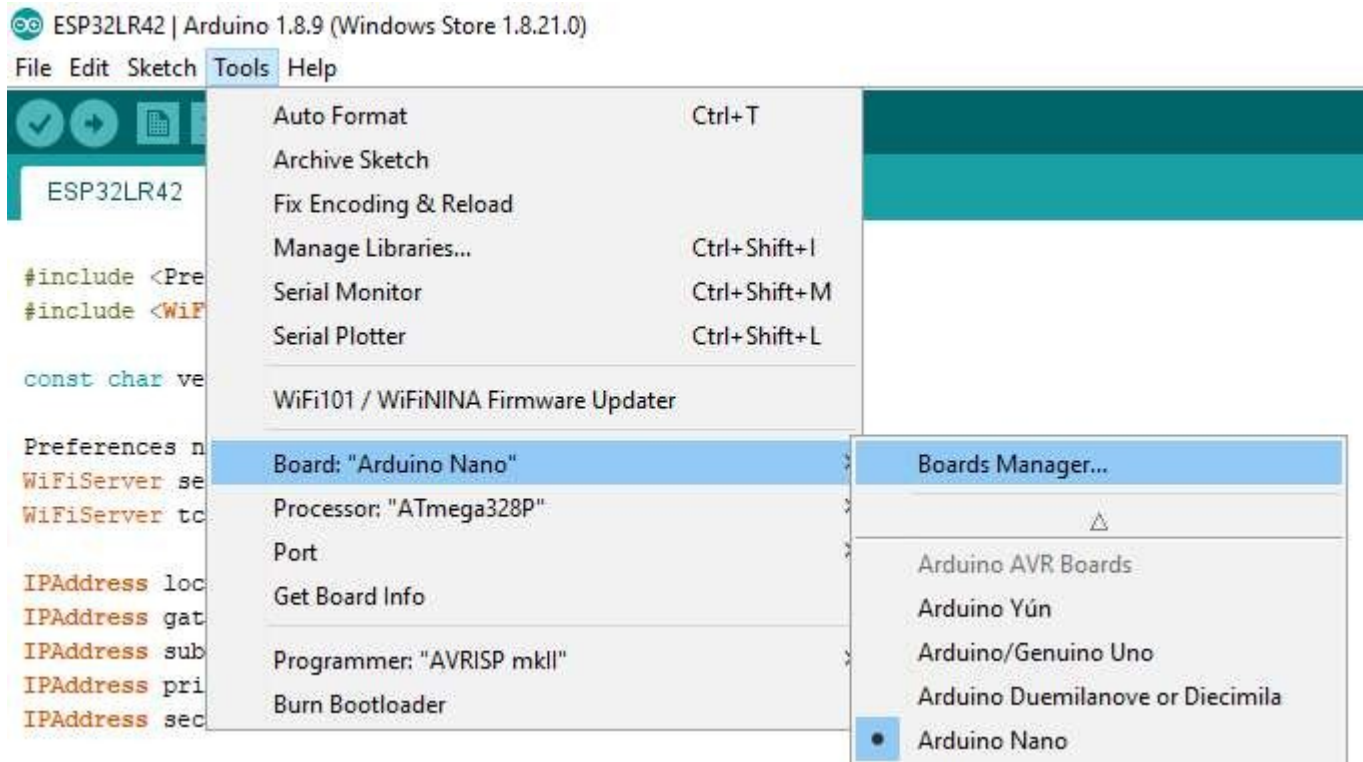 ESP32LR42 | Arduino 1.8.9 (Windows Store 1.8.21.0)
File Edit Sketch Tools Help
ESP32LR42
#include <Pre
#include <WiF
const char ve
Preferences n
WiFiServer se
WiFiServer tc
IPAddress loc
IPAddress gat
IPAddress sub
IPAddress pri
IPAddress sec
Auto Format Ctrl+T
Archive Sketch
Fix Encoding & Reload
Manage Libraries... Ctrl+Shift+I
Serial Monitor Ctrl+Shift+M
Serial Plotter Ctrl+Shift+L
WiFi101 / WiFiNINA Firmware Updater
Board: "Arduino Nano"
Processor: "ATmega328P"
Port
Get Board Info
Programmer: "AVRISP mkII"
Burn Bootloader
Boards Manager...
Arduino AVR Boards
Arduino Yún
Arduino/Genuino Uno
Arduino Duemilanove or Diecimila
Arduino Nano